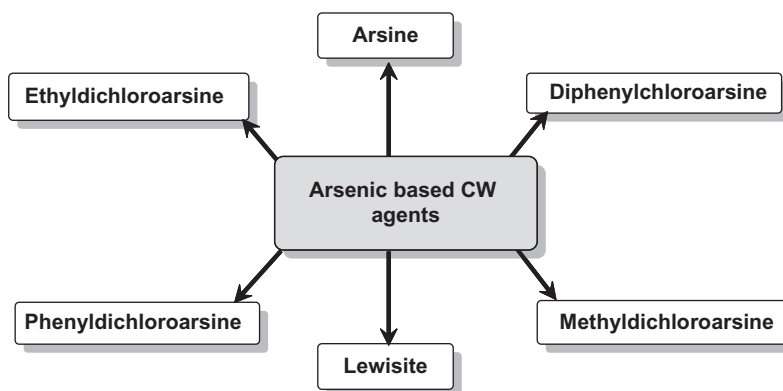 Arsine
Ethyldichloroarsine
Diphenylchloroarsine
Arsenic based CW
agents
Phenyldichloroarsine
Methyldichloroarsine
Lewisite